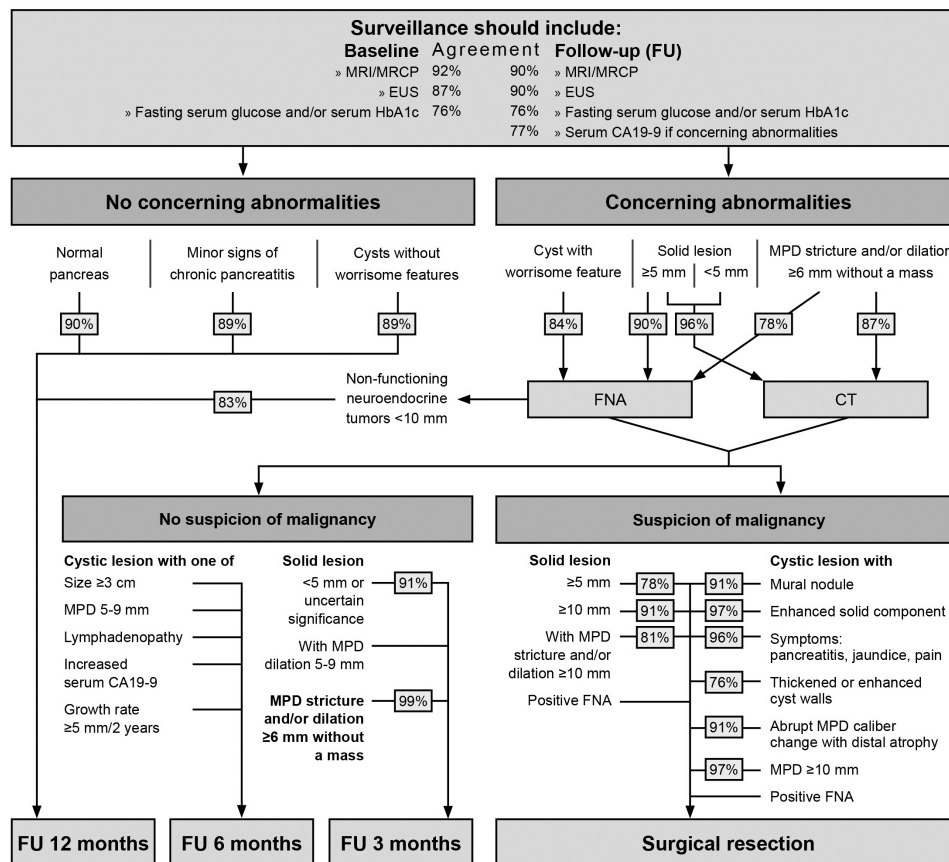 Surveillance should include:
Baseline Agreement Follow-up (FU)
» MRI/MRCP 92% 90% » MRI/MRCP
» EUS 87% 90% » EUS
» Fasting serum glucose and/or serum HbA1c 76% 76% » Fasting serum glucose and/or serum HbA1c
77% » Serum CA19-9 if concerning abnormalities
No concerning abnormalities
Concerning abnormalities
Normal
pancreas
Minor signs of
chronic pancreatitis
Cysts without
worrisome features
Cyst with
worrisome feature
Solid lesion
≥5 mm <5 mm
MPD stricture and/or dilation
≥6 mm without a mass
90% 89% 89% 84% 90% 96% 78% 87%
FNA
CT
Non-functioning
neuroendocrine
tumors <10 mm
83%
No suspicion of malignancy
Suspicion of malignancy
Cystic lesion with one of
Size ≥3 cm
MPD 5-9 mm
Lymphadenopathy
Increased
serum CA19-9
Growth rate
≥5 mm/2 years
Solid lesion
<5 mm or
uncertain
significance
91%
With MPD
dilation 5-9 mm
MPD stricture
and/or dilation
≥6 mm without
a mass
99%
Solid lesion
≥5 mm 78%
≥10 mm 91%
With MPD 81%
stricture and/or
dilation ≥10 mm
Positive FNA
Cystic lesion with
91% Mural nodule
97% Enhanced solid component
96% Symptoms:
pancreatitis, jaundice, pain
76% Thickened or enhanced
cyst walls
91% Abrupt MPD caliber
change with distal atrophy
97% MPD ≥10 mm
Positive FNA
FU 12 months
FU 6 months
FU 3 months
Surgical resection